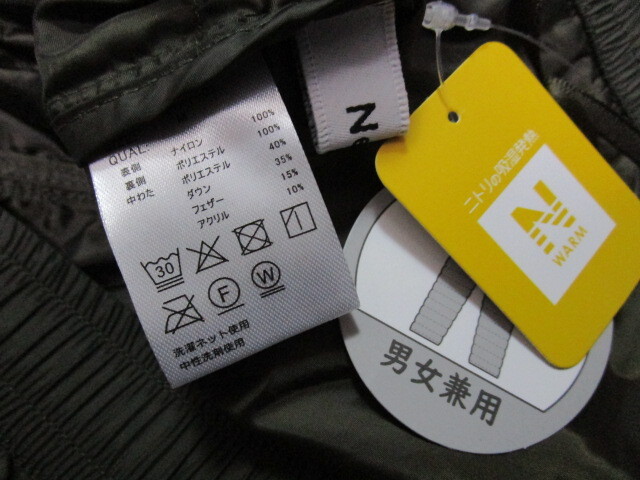 QUAL:
表側 ナイロン 100%
裏側 ポリエステル 100%
中わた ポリエステル 40%
ダウン 35%
フェザー 15%
アクリル 10%
30
F W
洗濯ネット使用
中性洗剤使用
N
ニトリの吸湿発熱
N
WARM
男女兼用